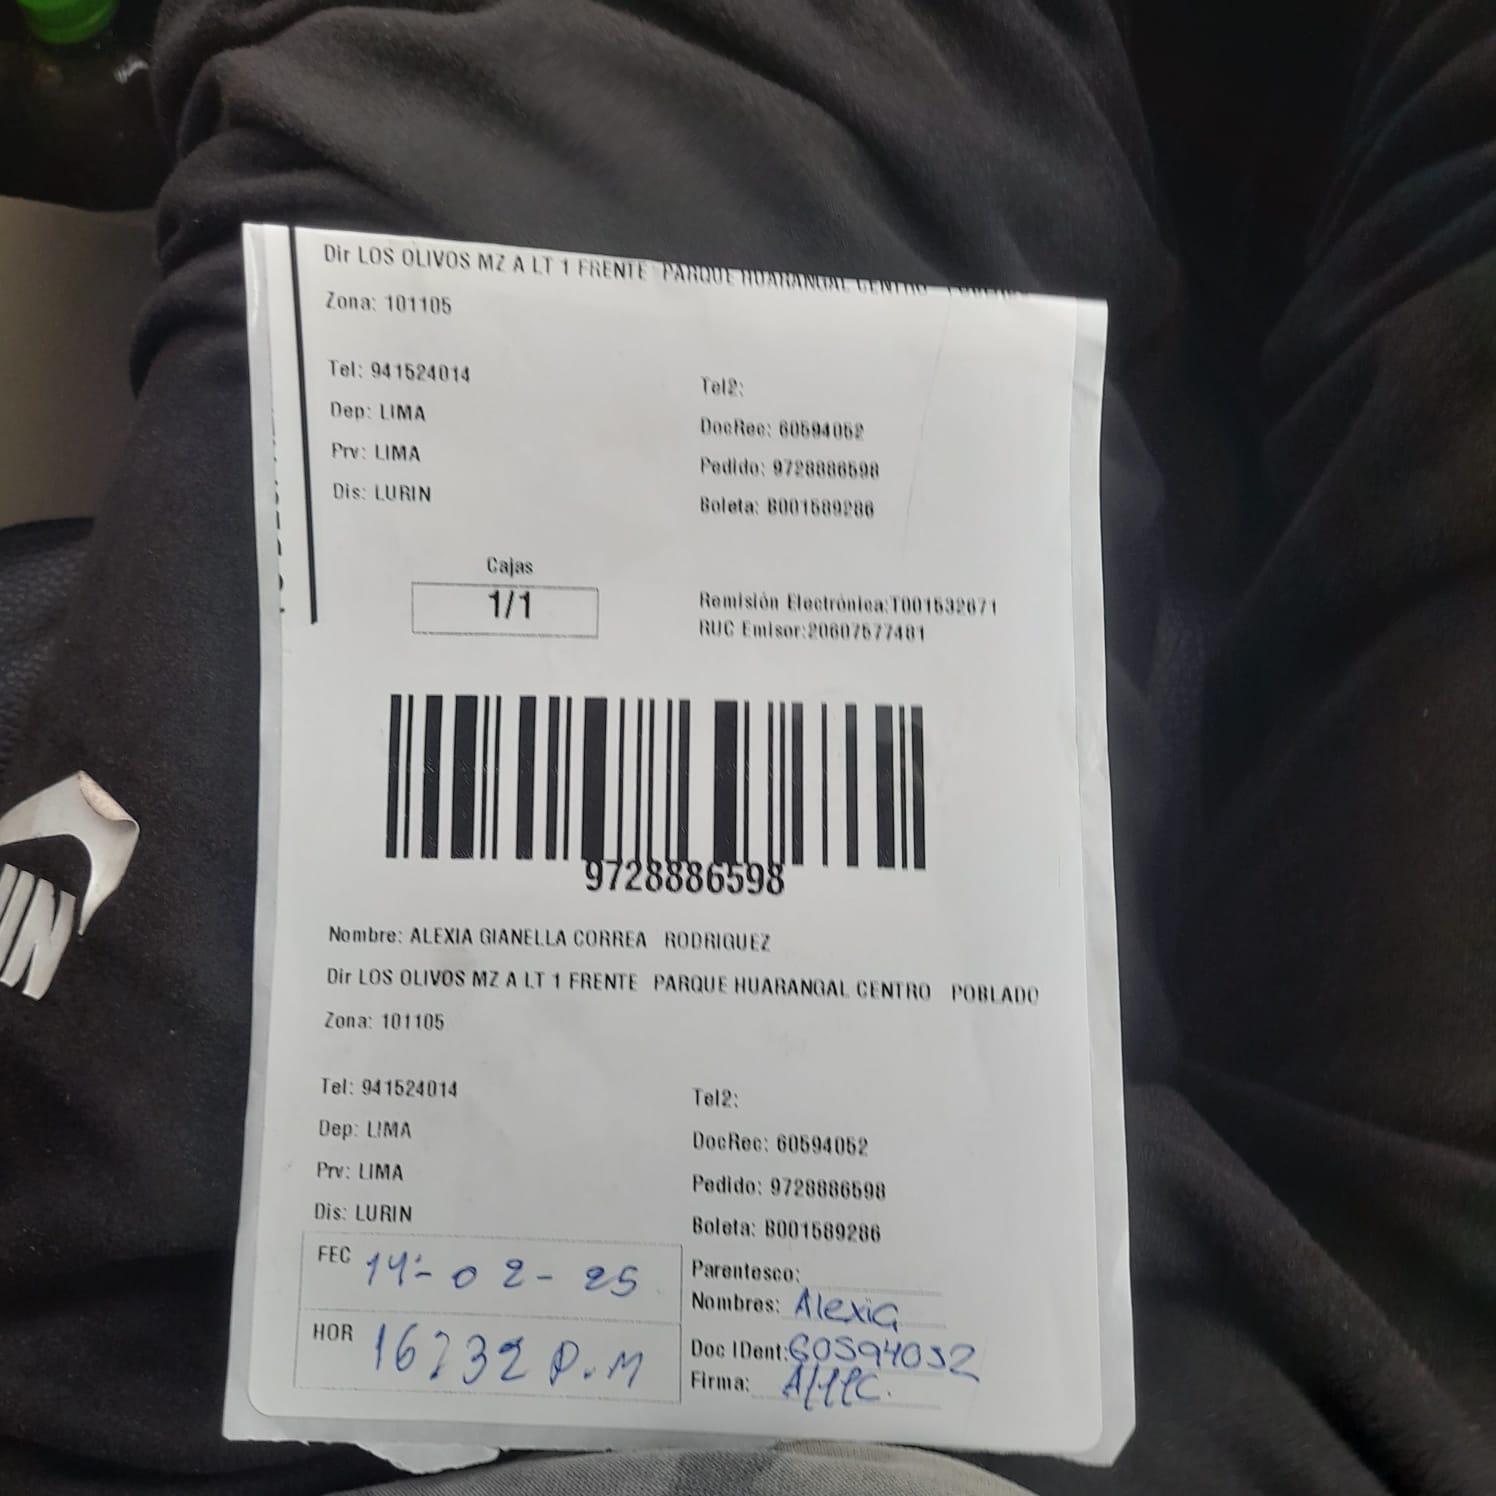 Dir LOS OLIVOS MZ A LT 1 FRENTE PARQUE HUARANGAL CENTRO POBLADO
Zona: 101105
Tel: 941524014
Tel2:
Dep: LIMA
DocRec: 60594052
Prv: LIMA
Pedido: 9728886598
Dis: LURIN
Boleta: B001589286
Cajas
1/1
Remisión Electrónica:T001532671
RUC Emisor:20607577481
9728886598
Nombre: ALEXIA GIANELLA CORREA RODRIGUEZ
Dir LOS OLIVOS MZ A LT 1 FRENTE PARQUE HUARANGAL CENTRO POBLADO
Zona: 101105
Tel: 941524014
Tel2:
Dep: LIMA
DocRec: 60594052
Prv: LIMA
Pedido: 9728886598
Dis: LURIN
Boleta: B001589286
FEC 14-02-25
Parentesco:
Nombres: Alexia
HOR P.M
Doc IDent: 60594052
Firma: